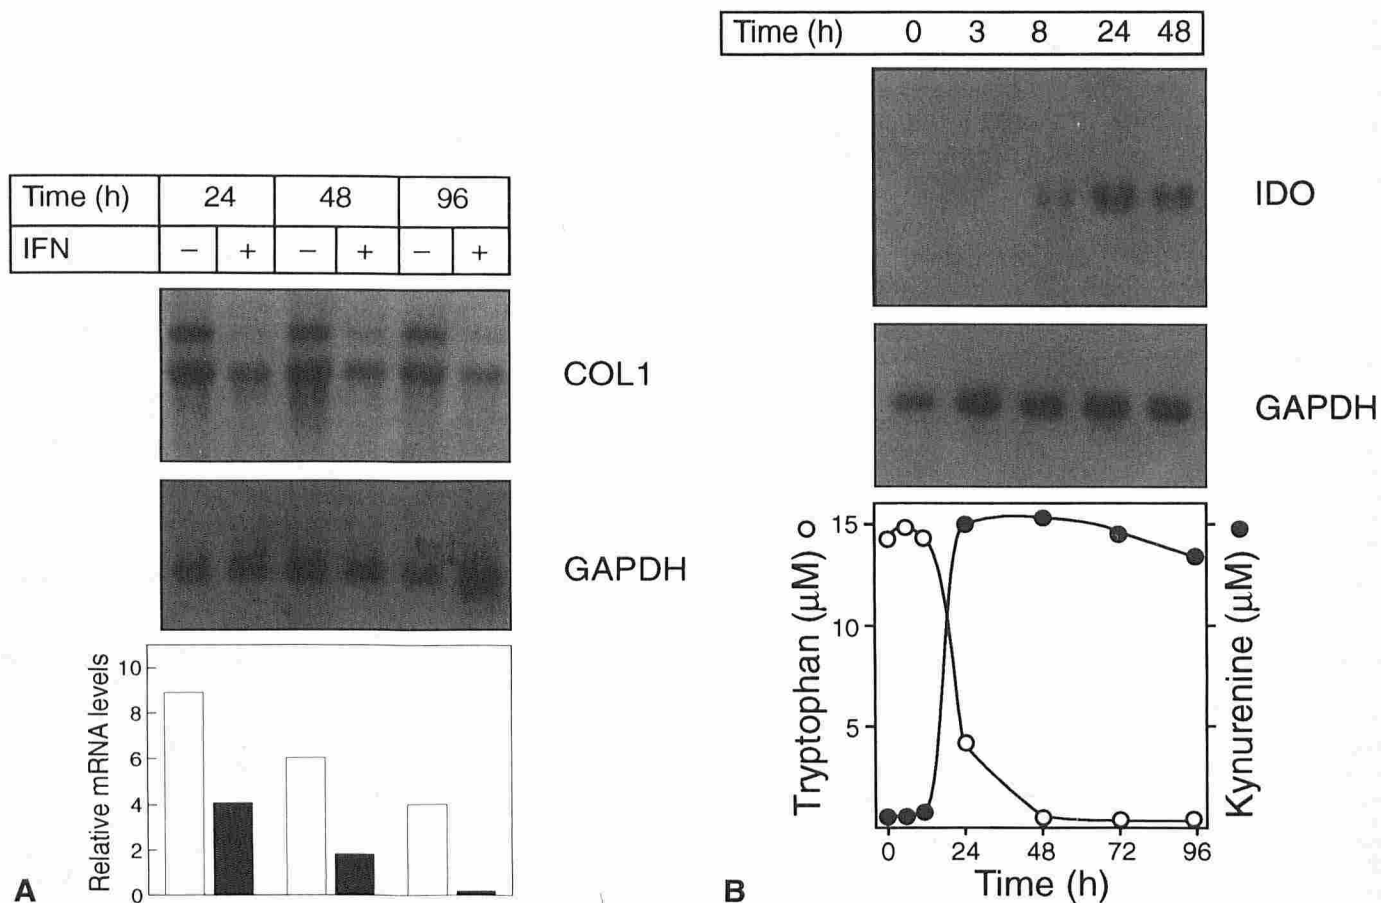 Time (h) 24 48 96
IFN − + − + − +
COL1
GAPDH
Relative mRNA levels
10
8
6
4
2
0
A
Time (h) 0 3 8 24 48
IDO
GAPDH
Tryptophan (μM)
15
10
5
Kynurenine (μM)
0 24 48 72 96
Time (h)
B